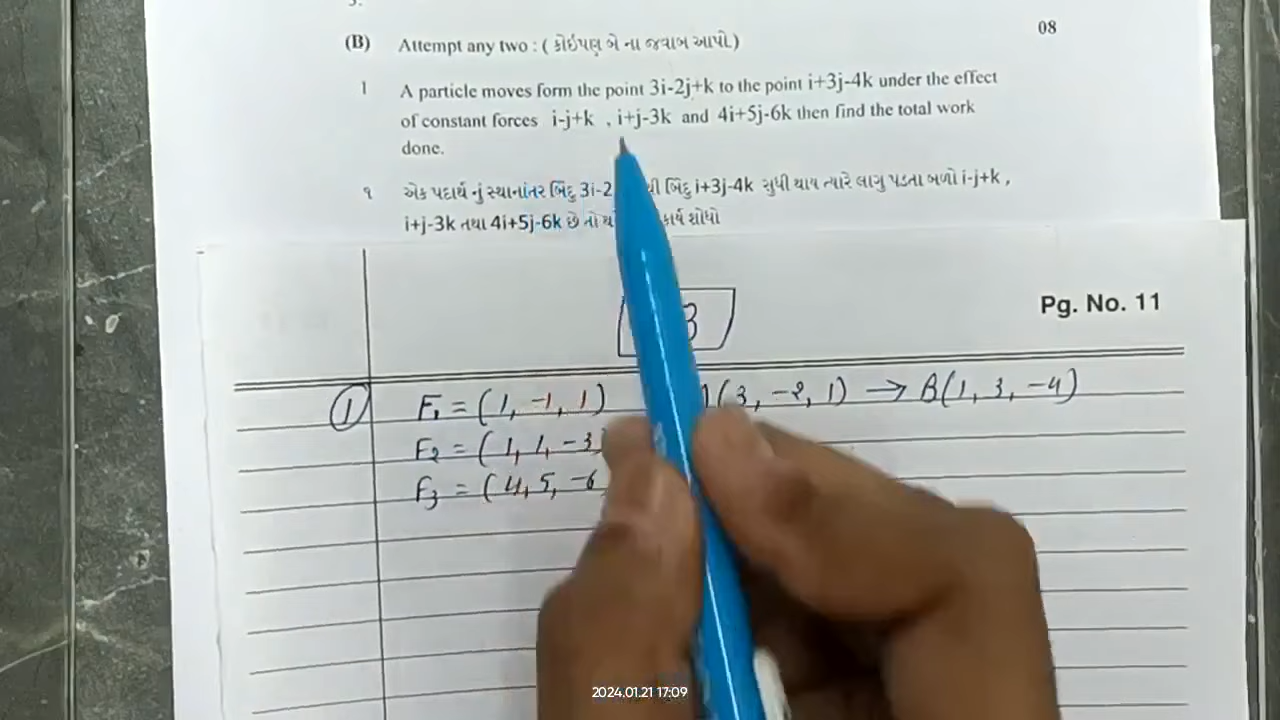 (B) Attempt any two : ( કોઈપણ બે ના જવાબ આપો.) 08
1 A particle moves form the point 3i-2j+k to the point i+3j-4k under the effect
of constant forces i-j+k , i+j-3k and 4i+5j-6k then find the total work
done.
૧ એક પદાર્થ નું સ્થાનાંતર બિંદુ 3i-2 થી બિંદુ i+3j-4k સુધી થાય ત્યારે લાગુ પડતા બળો i-j+k ,
i+j-3k તથા 4i+5j-6k છે તો કાર્ય શોધો
Pg. No. 11
① F₁ = (1, -1, 1) (3, -2, 1) → B(1, 3, -4)
F₂ = (1, 1, -3)
F₃ = (4, 5, -6
2024.01.21 17:09